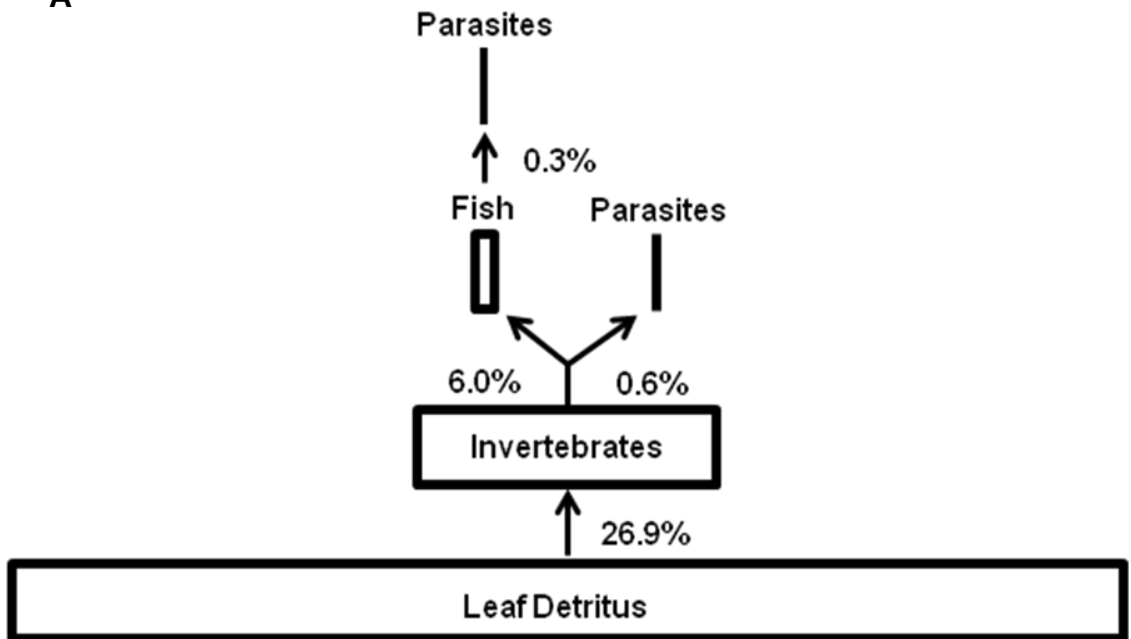 A
Parasites
0.3%
Fish
Parasites
6.0%
0.6%
Invertebrates
26.9%
Leaf Detritus